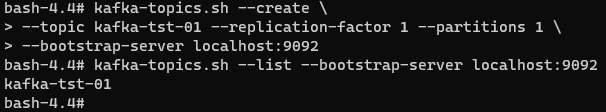 bash-4.4# kafka-topics.sh --create \
> --topic kafka-tst-01 --replication-factor 1 --partitions 1 \
> --bootstrap-server localhost:9092
bash-4.4# kafka-topics.sh --list --bootstrap-server localhost:9092
kafka-tst-01
bash-4.4#